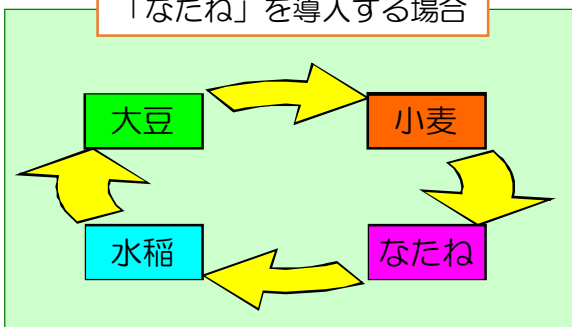 「なたね」を導入する場合
大豆
小麦
水稲
なたね